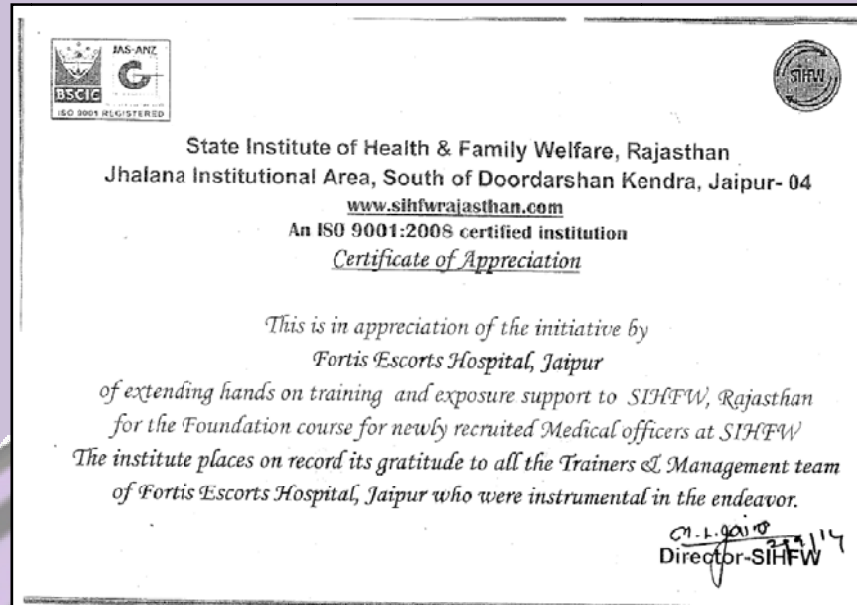 JAS-ANZ
BSCIC
ISO 9001 REGISTERED
SIHFW
State Institute of Health & Family Welfare, Rajasthan
Jhalana Institutional Area, South of Doordarshan Kendra, Jaipur- 04
www.sihfwrajasthan.com
An ISO 9001:2008 certified institution
Certificate of Appreciation
This is in appreciation of the initiative by
Fortis Escorts Hospital, Jaipur
of extending hands on training and exposure support to SIHFW, Rajasthan
for the Foundation course for newly recruited Medical officers at SIHFW
The institute places on record its gratitude to all the Trainers & Management team
of Fortis Escorts Hospital, Jaipur who were instrumental in the endeavor.
Director-SIHFW